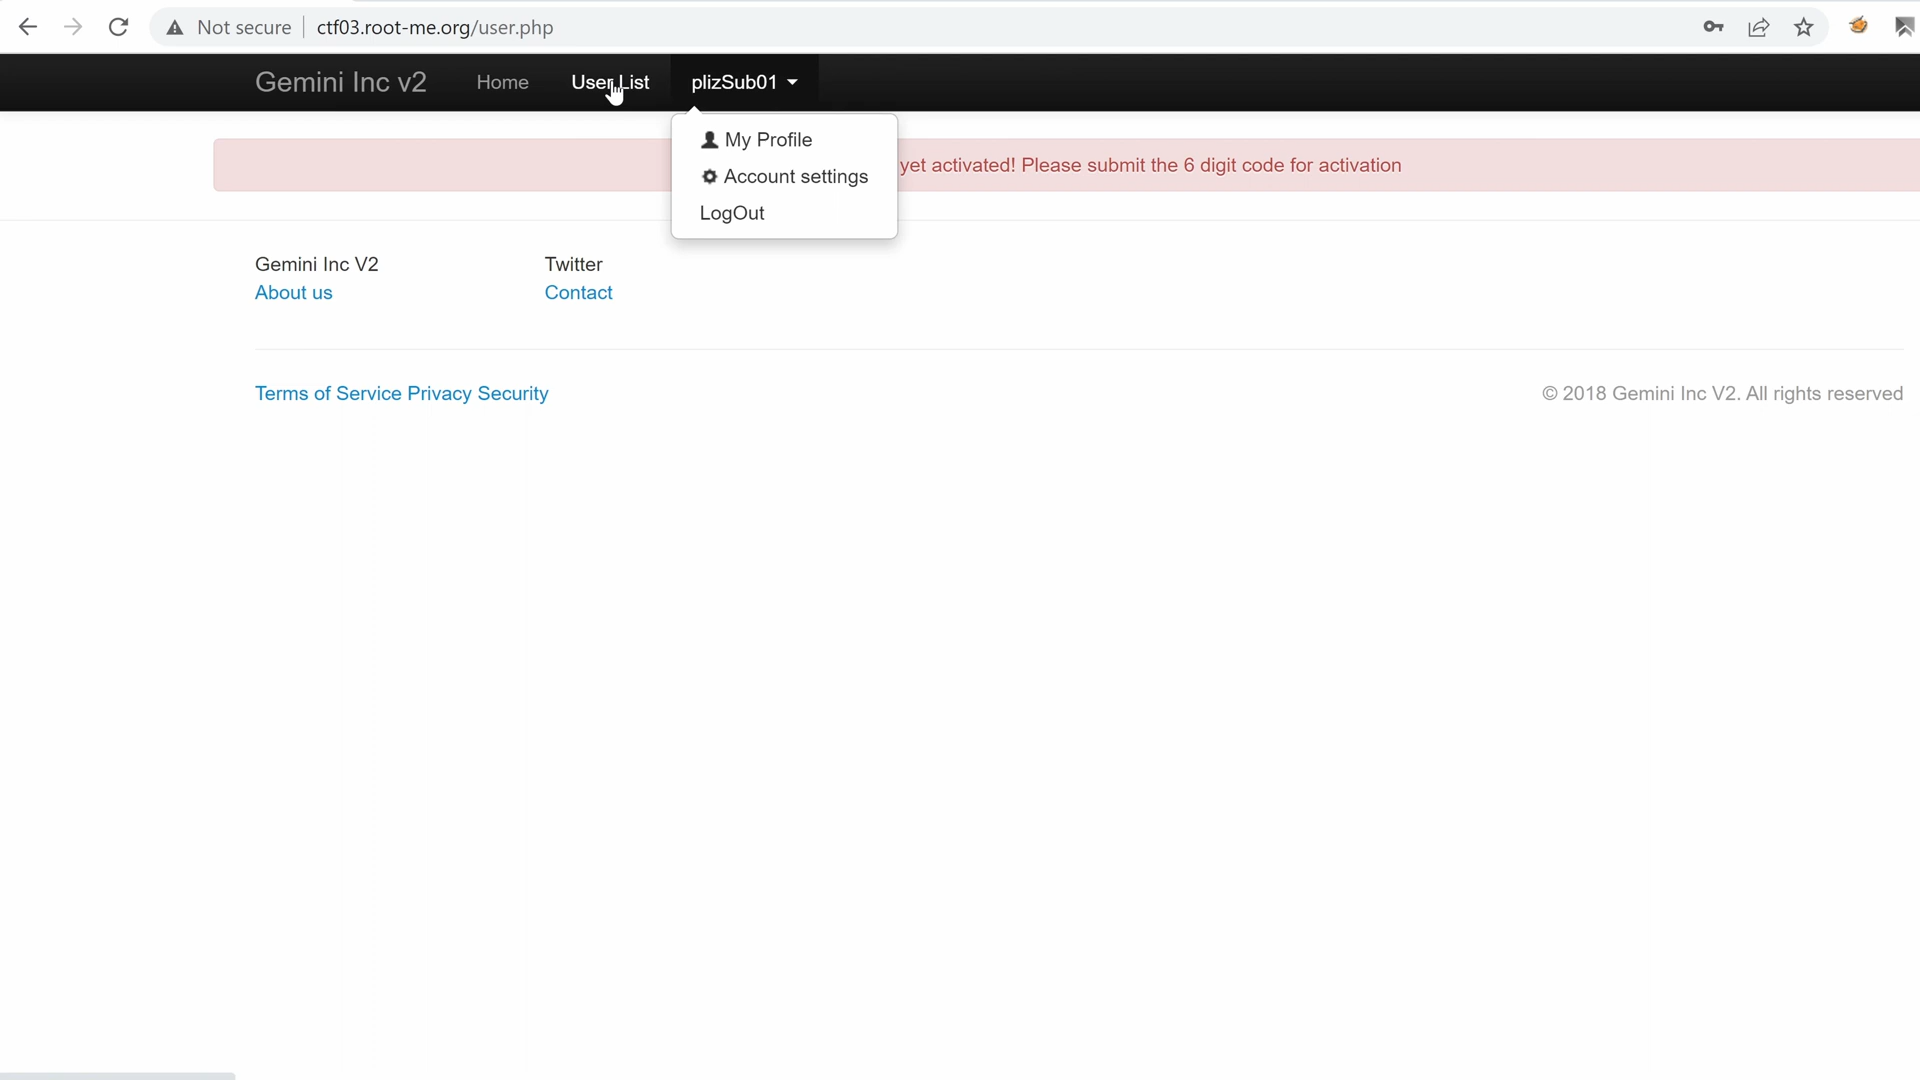 Not secure ctf03.root-me.org/user.php
Gemini Inc v2 Home User List plizSub01
My Profile
yet activated! Please submit the 6 digit code for activation
Account settings
LogOut
Gemini Inc V2 Twitter
About us Contact
Terms of Service Privacy Security © 2018 Gemini Inc V2. All rights reserved